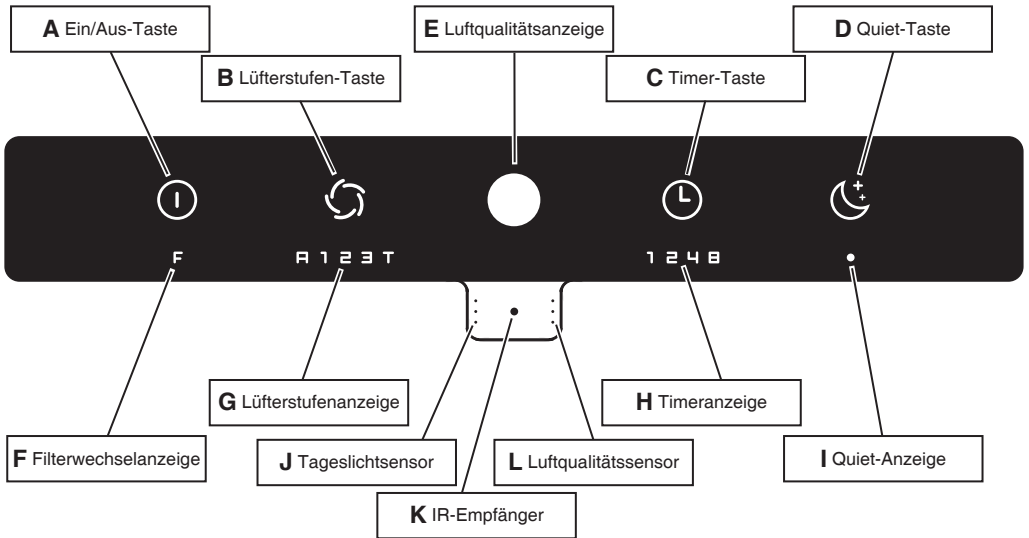 A Ein/Aus-Taste
E Luftqualitätsanzeige
D Quiet-Taste
B Lüfterstufen-Taste
C Timer-Taste
F
A 1 2 3 T
1 2 4 8
G Lüfterstufenanzeige
H Timeranzeige
F Filterwechselanzeige
J Tageslichtsensor
L Luftqualitätssensor
I Quiet-Anzeige
K IR-Empfänger